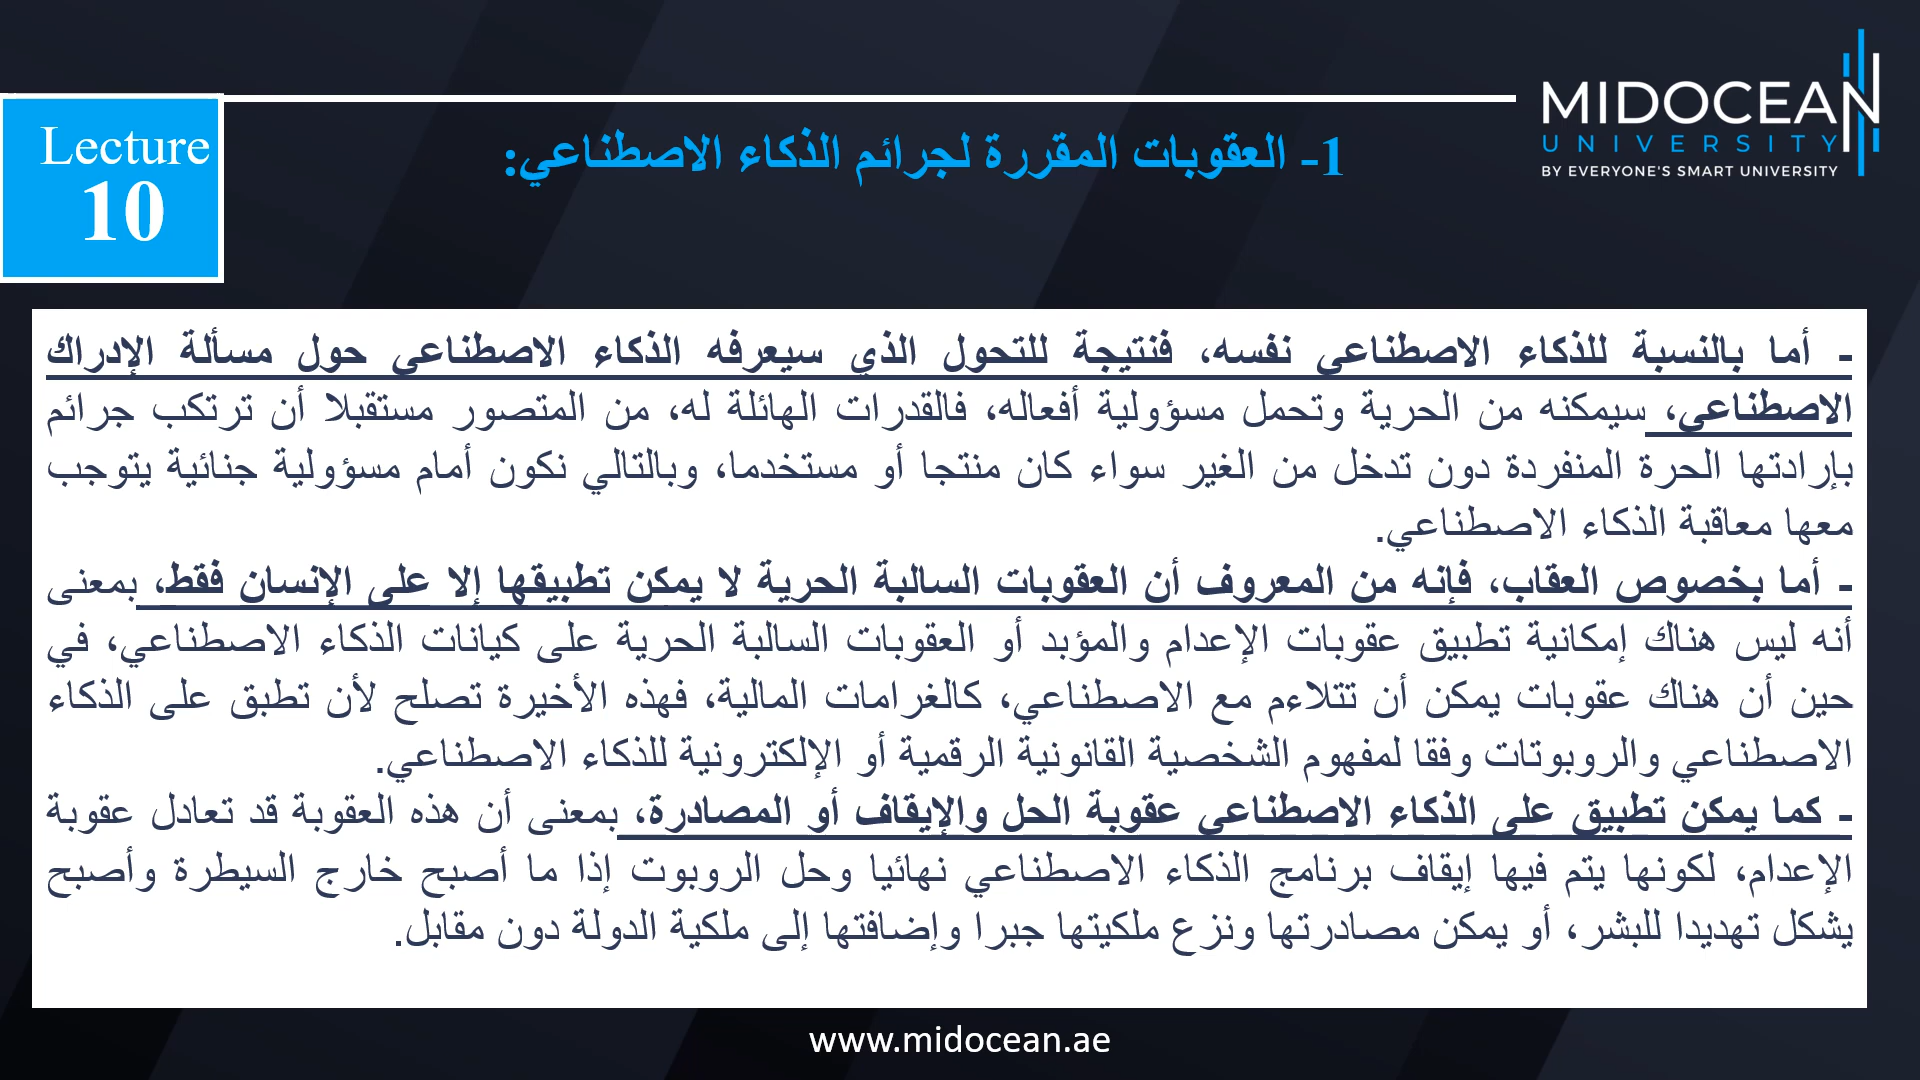 MIDOCEAN
UNIVERSITY
BY EVERYONE'S SMART UNIVERSITY
Lecture
10
1- العقوبات المقررة لجرائم الذكاء الاصطناعي:
- أما بالنسبة للذكاء الاصطناعي نفسه، فنتيجة للتحول الذي سيعرفه الذكاء الاصطناعي حول مسألة الإدراك
الاصطناعي، سيمكنه من الحرية وتحمل مسؤولية أفعاله، فالقدرات الهائلة له، من المتصور مستقبلا أن ترتكب جرائم
بإرادتها الحرة المنفردة دون تدخل من الغير سواء كان منتجا أو مستخدما، وبالتالي نكون أمام مسؤولية جنائية يتوجب
معها معاقبة الذكاء الاصطناعي.
- أما بخصوص العقاب، فإنه من المعروف أن العقوبات السالبة الحرية لا يمكن تطبيقها إلا على الإنسان فقط، بمعنى
أنه ليس هناك إمكانية تطبيق عقوبات الإعدام والمؤبد أو العقوبات السالبة الحرية على كيانات الذكاء الاصطناعي، في
حين أن هناك عقوبات يمكن أن تتلاءم مع الاصطناعي، كالغرامات المالية، فهذه الأخيرة تصلح لأن تطبق على الذكاء
الاصطناعي والروبوتات وفقا لمفهوم الشخصية القانونية الرقمية أو الإلكترونية للذكاء الاصطناعي.
- كما يمكن تطبيق على الذكاء الاصطناعي عقوبة الحل والإيقاف أو المصادرة، بمعنى أن هذه العقوبة قد تعادل عقوبة
الإعدام، لكونها يتم فيها إيقاف برنامج الذكاء الاصطناعي نهائيا وحل الروبوت إذا ما أصبح خارج السيطرة وأصبح
يشكل تهديدا للبشر، أو يمكن مصادرتها ونزع ملكيتها جبرا وإضافتها إلى ملكية الدولة دون مقابل.
www.midocean.ae